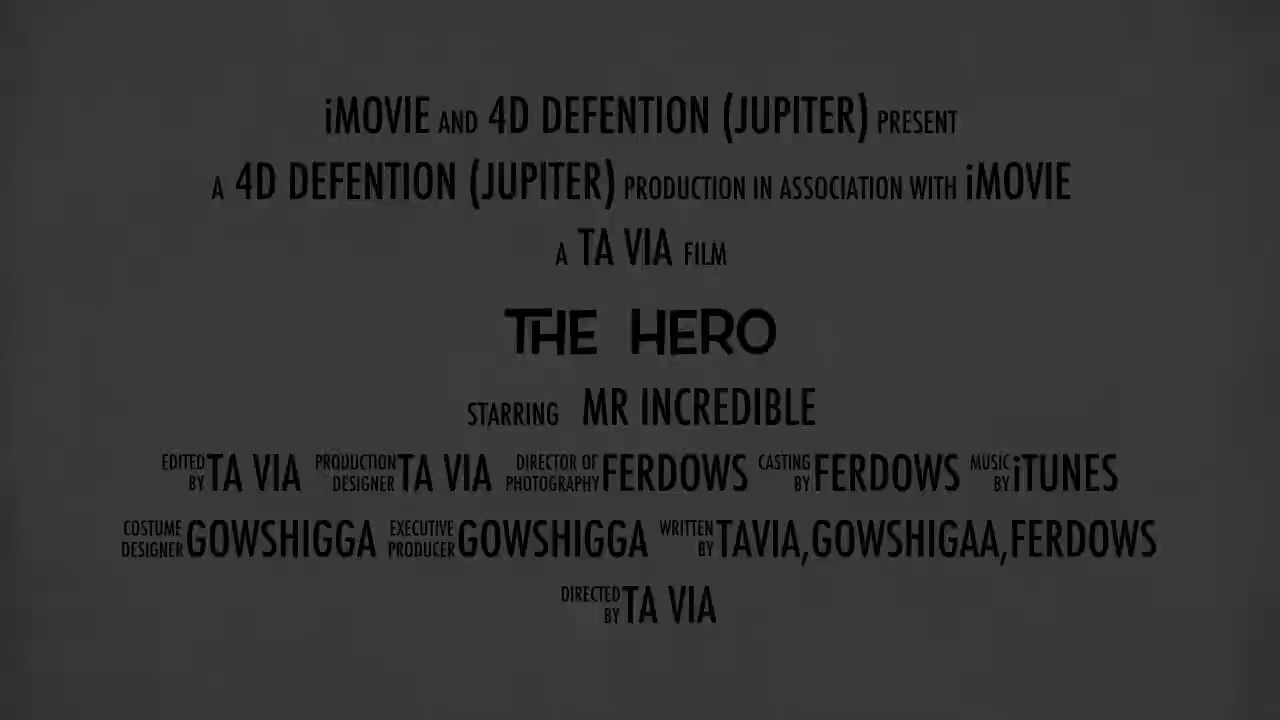 iMOVIE AND 4D DEFENTION (JUPITER) PRESENT
A 4D DEFENTION (JUPITER) PRODUCTION IN ASSOCIATION WITH iMOVIE
A TA VIA FILM
THE HERO
STARRING MR INCREDIBLE
EDITED BY TA VIA PRODUCTION DESIGNER TA VIA DIRECTOR OF PHOTOGRAPHY FERDOWS CASTING BY FERDOWS MUSIC BY iTUNES
COSTUME DESIGNER GOWSHIGGA EXECUTIVE PRODUCER GOWSHIGGA WRITTEN BY TAVIA,GOWSHIGAA,FERDOWS
DIRECTED BY TA VIA